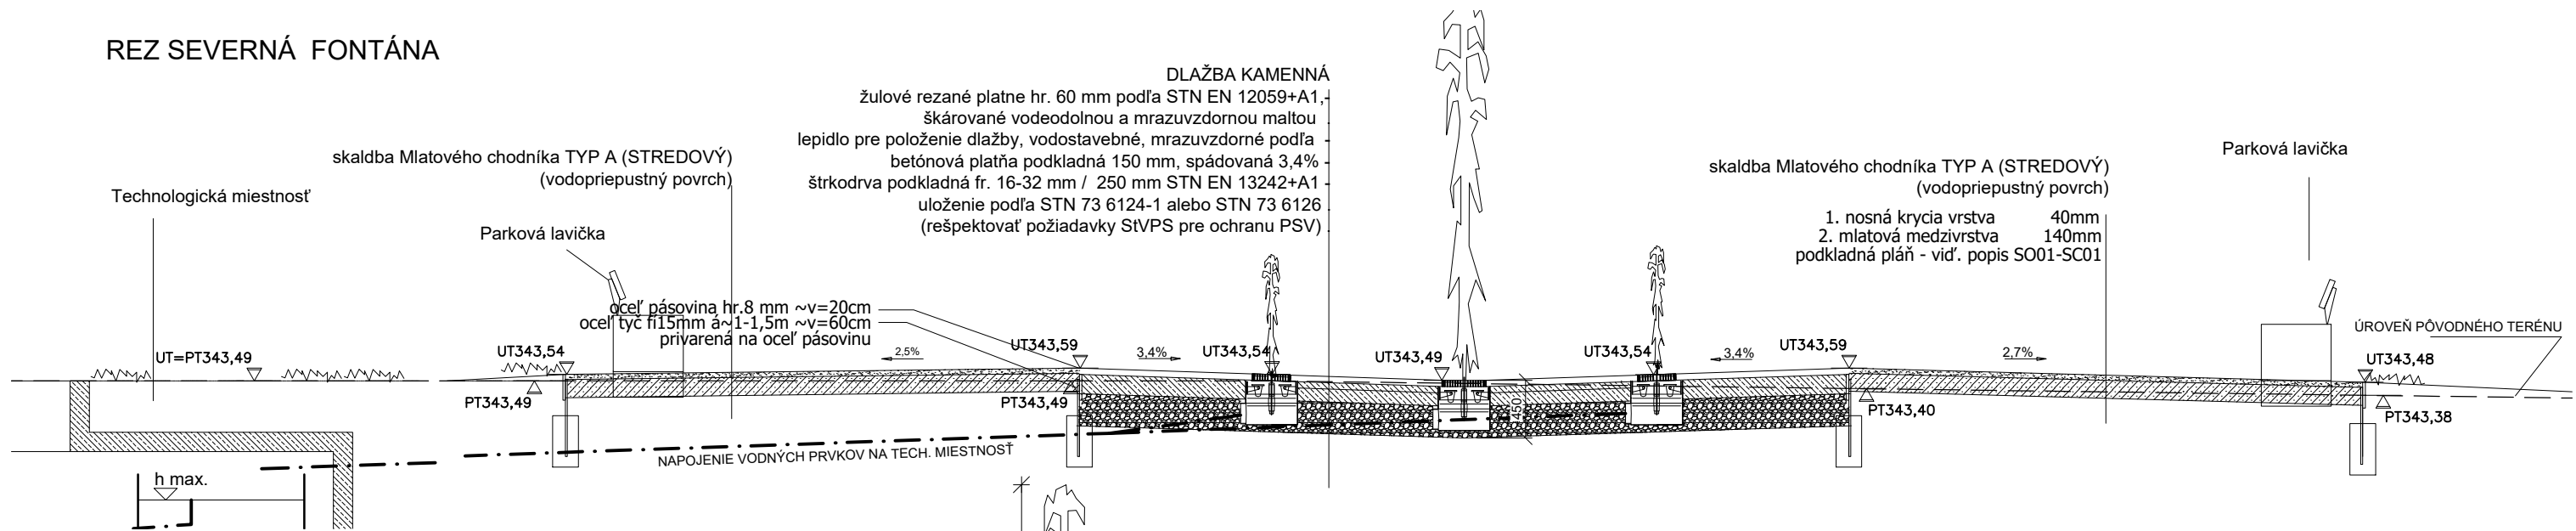 REZ SEVERNÁ  FONTÁNA
DLAŽBA KAMENNÁ
žulové rezané platne hr. 60 mm podľa STN EN 12059+A1,
škárované vodeodolnou a mrazuvzdornou maltou
lepidlo pre položenie dlažby, vodostavebné, mrazuvzdorné podľa
betónová platňa podkladná 150 mm, spádovaná 3,4%
štrkodrva podkladná fr. 16-32 mm /  250 mm STN EN 13242+A1
uloženie podľa STN 73 6124-1 alebo STN 73 6126
(rešpektovať požiadavky StVPS pre ochranu PSV)
skaldba Mlatového chodníka TYP A (STREDOVÝ)
(vodopriepustný povrch)
Technologická miestnosť
Parková lavička
oceľ pásovina hr.8 mm ~v=20cm
oceľ tyč fi15mm á~1-1,5m ~v=60cm
privarená na oceľ pásovinu
skaldba Mlatového chodníka TYP A (STREDOVÝ)
(vodopriepustný povrch)
1. nosná krycia vrstva 40mm
2. mlatová medzivrstva 140mm
podkladná pláň - viď. popis SO01-SC01
Parková lavička
ÚROVEŇ PÔVODNÉHO TERÉNU
UT=PT343,49
UT343,54
2,5%
UT343,59
3,4%
UT343,54
UT343,49
UT343,54
3,4%
UT343,59
2,7%
UT343,48
PT343,49
PT343,49
450
PT343,40
PT343,38
NAPOJENIE VODNÝCH PRVKOV NA TECH. MIESTNOSŤ
h max.